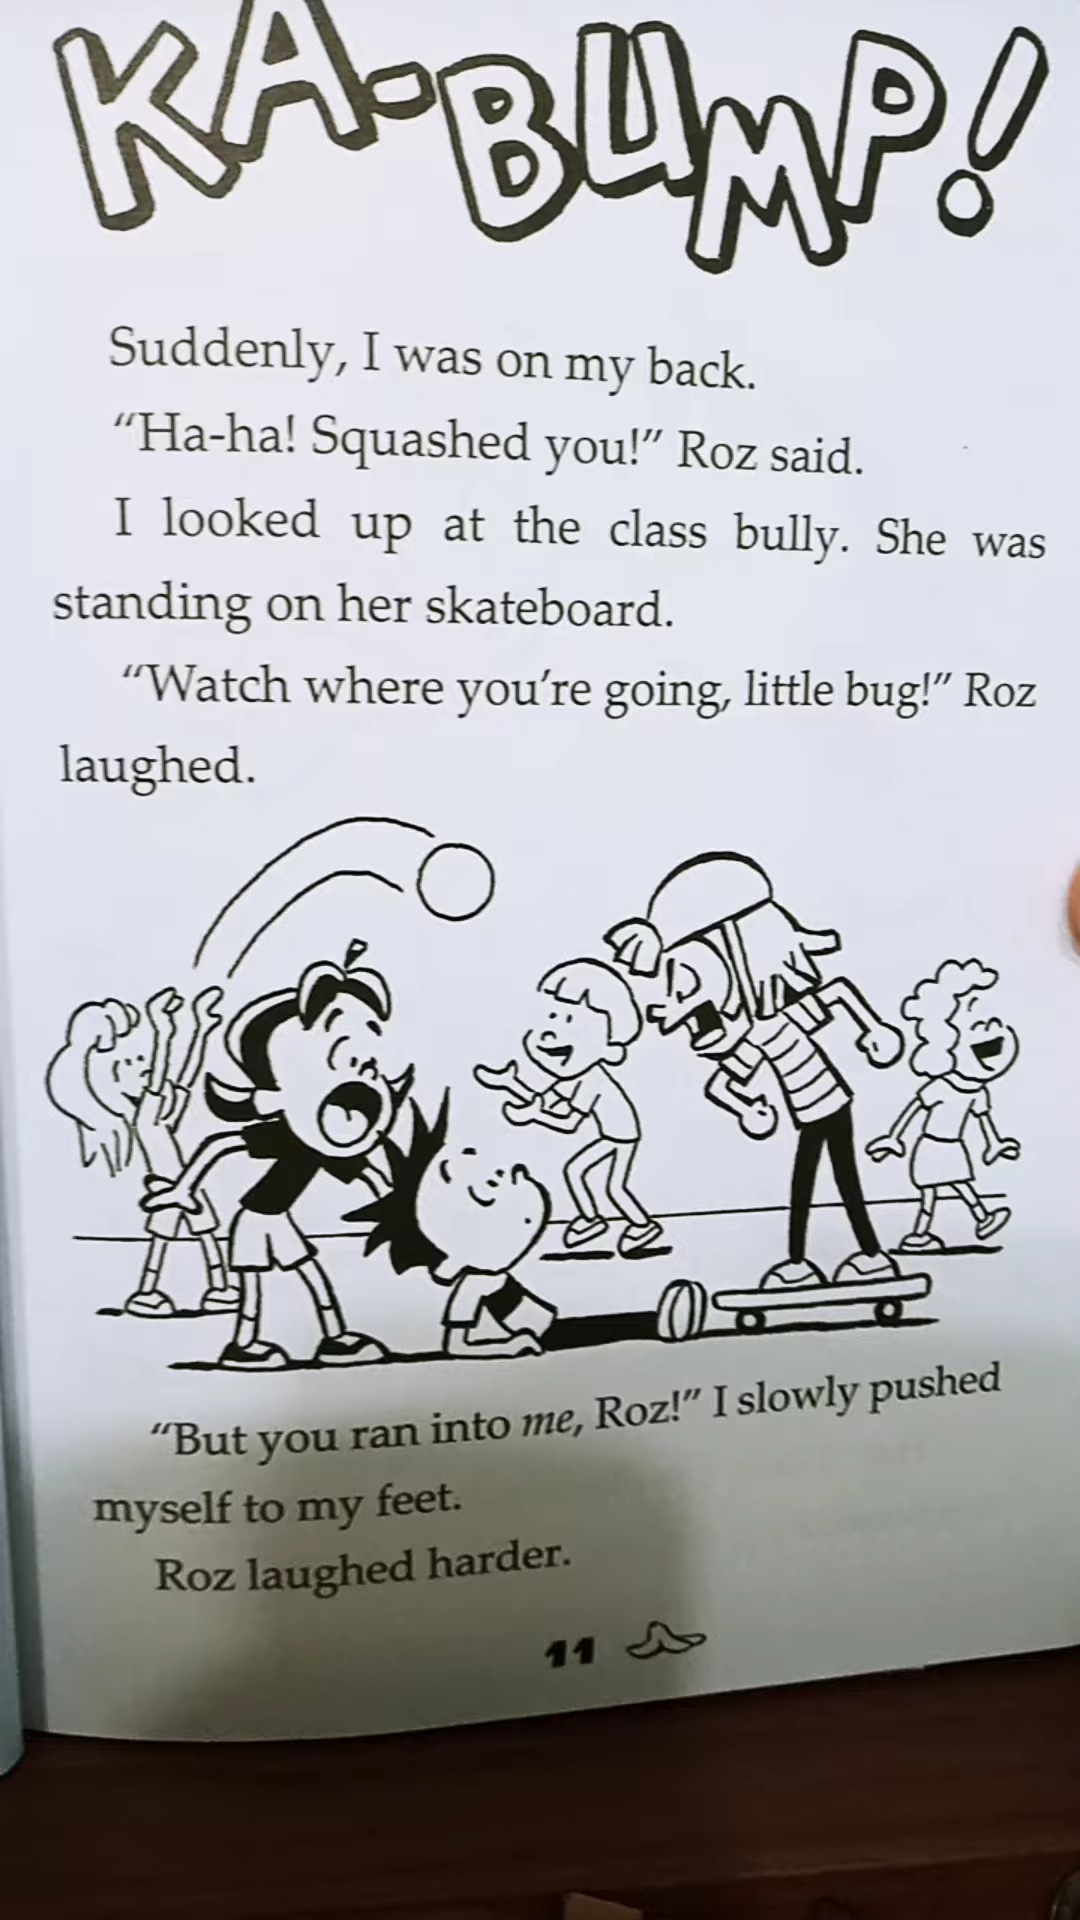 KA-BUMP!
Suddenly, I was on my back.
“Ha-ha! Squashed you!” Roz said.
I looked up at the class bully. She was
standing on her skateboard.
“Watch where you’re going, little bug!” Roz
laughed.
“But you ran into me, Roz!” I slowly pushed
myself to my feet.
Roz laughed harder.
11